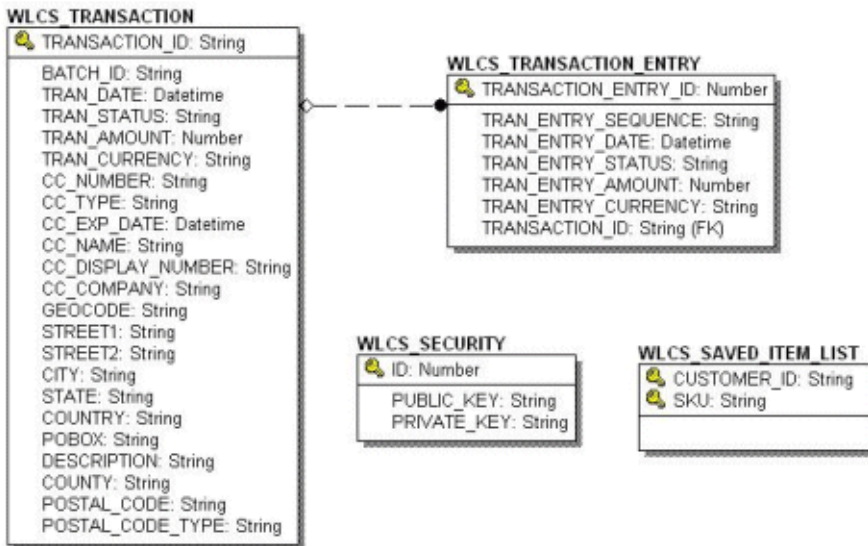 WLCS_TRANSACTION
TRANSACTION_ID: String
BATCH_ID: String
TRAN_DATE: Datetime
TRAN_STATUS: String
TRAN_AMOUNT: Number
TRAN_CURRENCY: String
CC_NUMBER: String
CC_TYPE: String
CC_EXP_DATE: Datetime
CC_NAME: String
CC_DISPLAY_NUMBER: String
CC_COMPANY: String
GEOCODE: String
STREET1: String
STREET2: String
CITY: String
STATE: String
COUNTRY: String
POBOX: String
DESCRIPTION: String
COUNTY: String
POSTAL_CODE: String
POSTAL_CODE_TYPE: String
WLCS_TRANSACTION_ENTRY
TRANSACTION_ENTRY_ID: Number
TRAN_ENTRY_SEQUENCE: String
TRAN_ENTRY_DATE: Datetime
TRAN_ENTRY_STATUS: String
TRAN_ENTRY_AMOUNT: Number
TRAN_ENTRY_CURRENCY: String
TRANSACTION_ID: String (FK)
WLCS_SECURITY
ID: Number
PUBLIC_KEY: String
PRIVATE_KEY: String
WLCS_SAVED_ITEM_LIST
CUSTOMER_ID: String
SKU: String